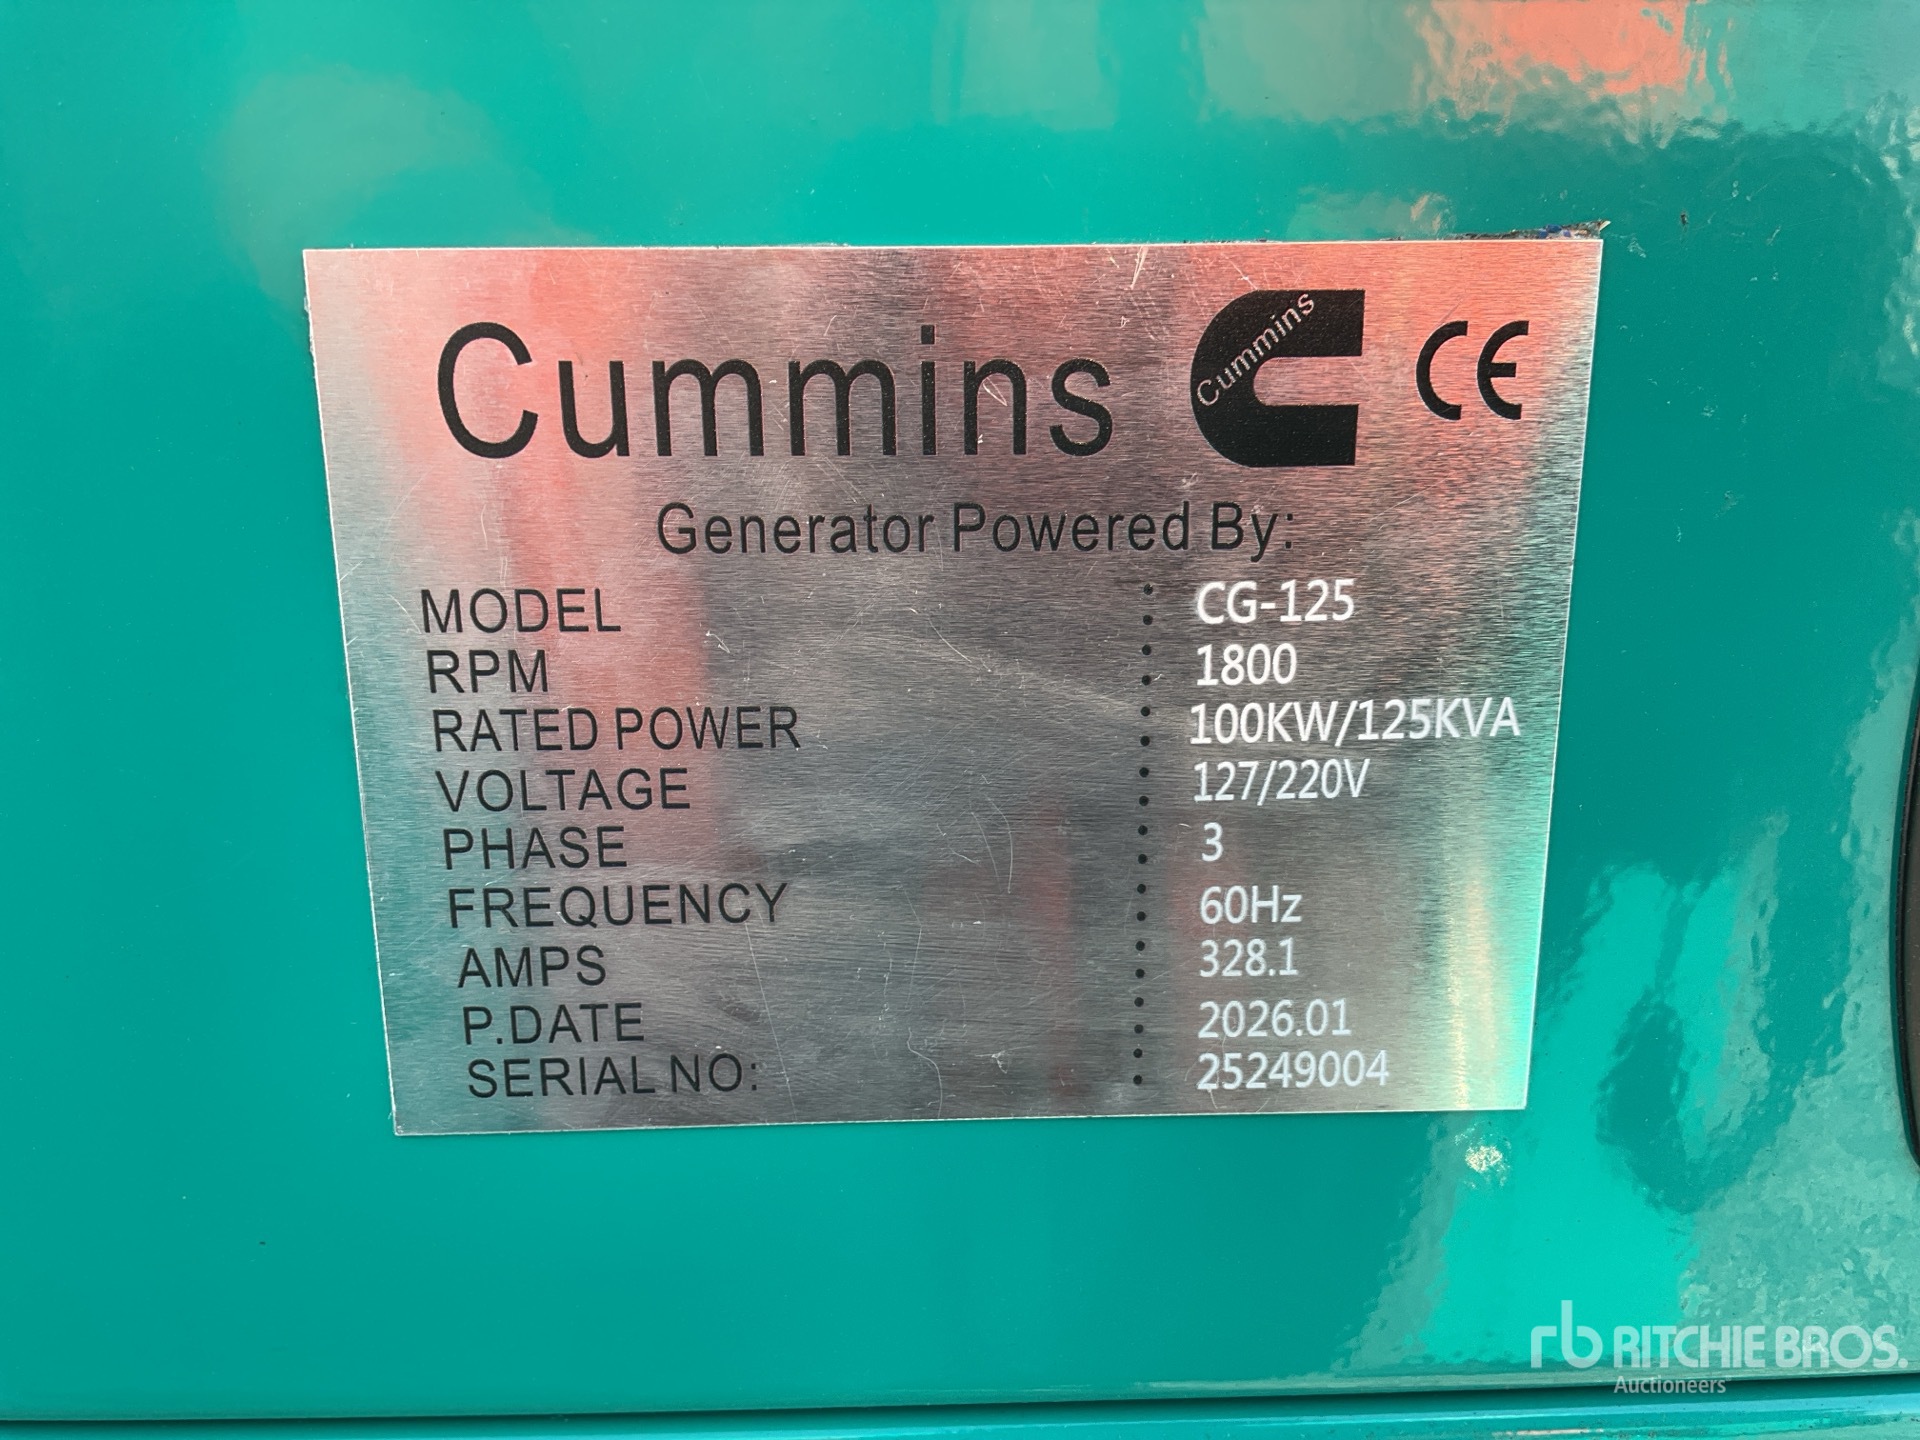 Cummins Cummins CE
Generator Powered By:
MODEL : CG-125
RPM : 1800
RATED POWER : 100KW/125KVA
VOLTAGE : 127/220V
PHASE : 3
FREQUENCY : 60Hz
AMPS : 328.1
P.DATE : 2026.01
SERIAL NO: : 25249004
rb RITCHIE BROS.
Auctioneers